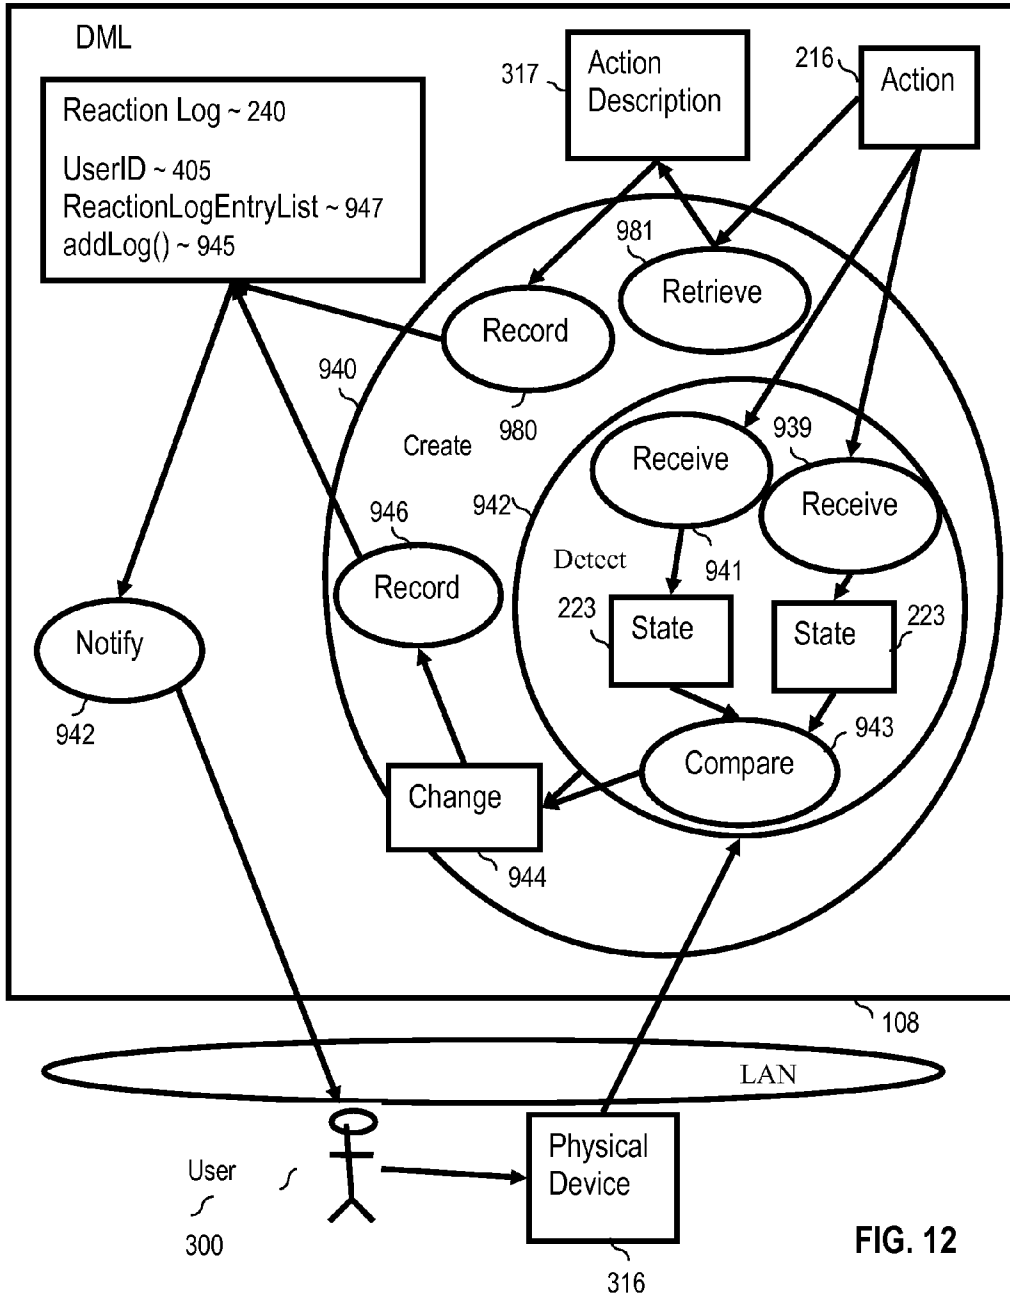 DML
317
Action
Description
216
Action
Reaction Log ~ 240
UserID ~ 405
ReactionLogEntryList ~ 947
addLog() ~ 945
981
Retrieve
Record
940
980
Create
939
Receive
Receive
942
946
941
Detect
Record
223
State
State
223
Notify
942
943
Compare
Change
944
108
LAN
Physical
Device
User
300
316
FIG. 12